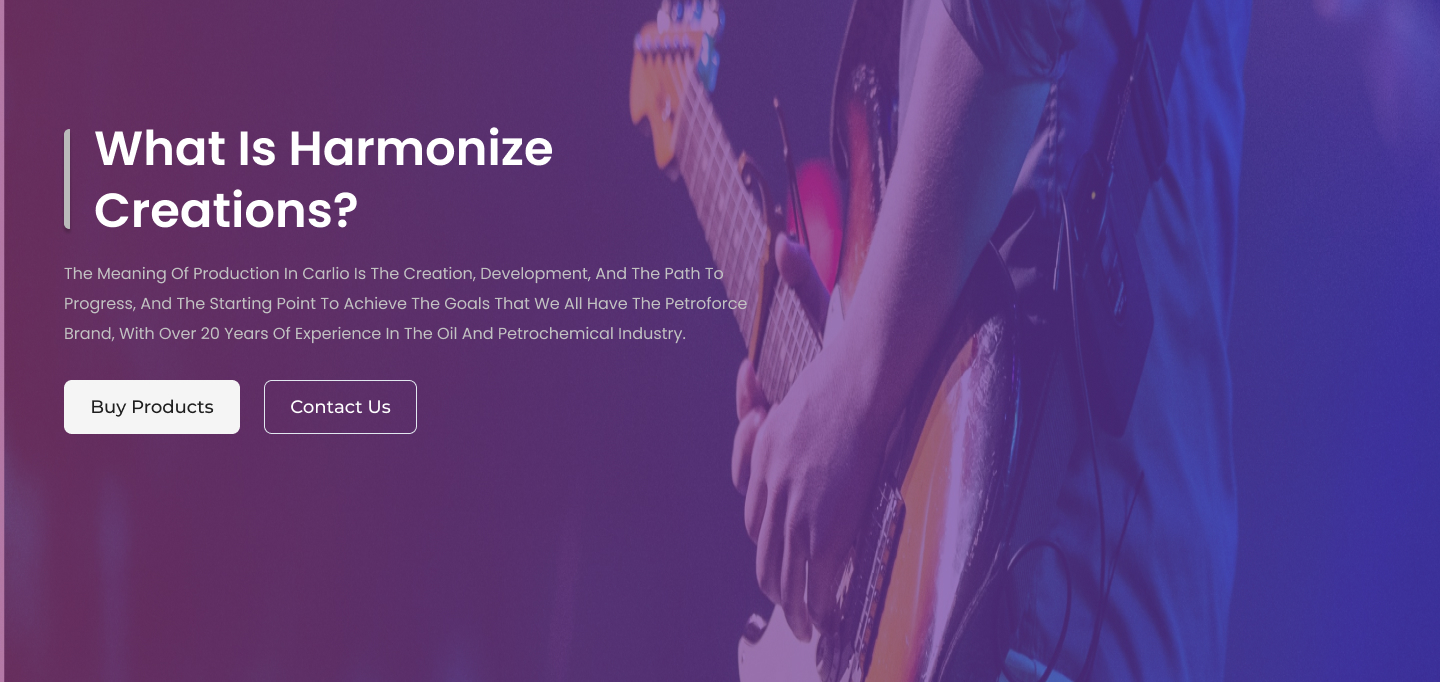 What Is Harmonize
Creations?
The Meaning Of Production In Carlio Is The Creation, Development, And The Path To
Progress, And The Starting Point To Achieve The Goals That We All Have The Petroforce
Brand, With Over 20 Years Of Experience In The Oil And Petrochemical Industry.
Buy Products
Contact Us